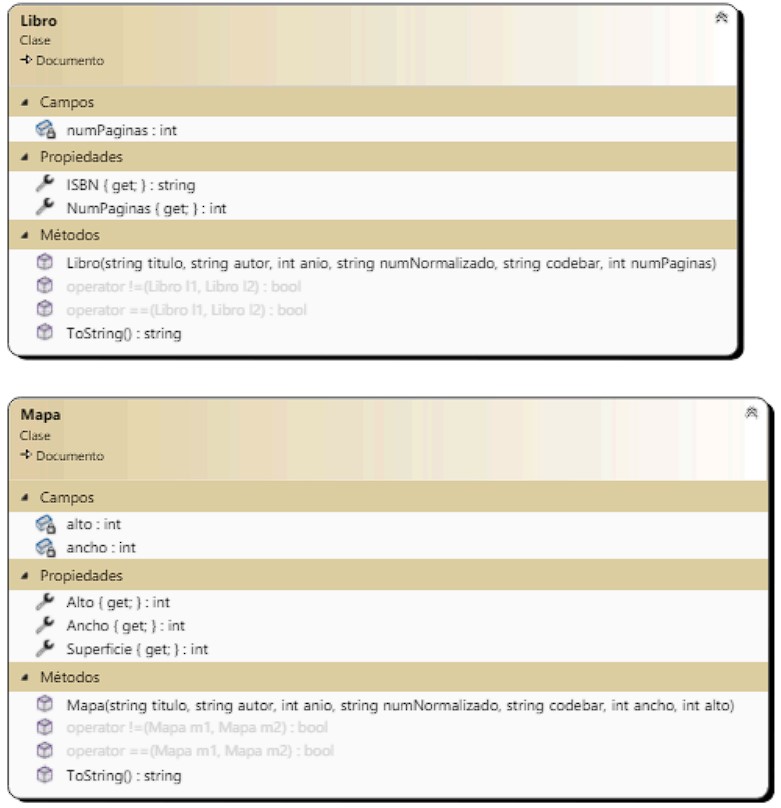 Libro
Clase
Documento
Campos
numPaginas : int
Propiedades
ISBN { get; } : string
NumPaginas { get; } : int
Métodos
Libro(string titulo, string autor, int anio, string numNormalizado, string codebar, int numPaginas)
operator !=(Libro l1, Libro l2) : bool
operator ==(Libro l1, Libro l2) : bool
ToString() : string
Mapa
Clase
Documento
Campos
alto : int
ancho : int
Propiedades
Alto { get; } : int
Ancho { get; } : int
Superficie { get; } : int
Métodos
Mapa(string titulo, string autor, int anio, string numNormalizado, string codebar, int ancho, int alto)
operator !=(Mapa m1, Mapa m2) : bool
operator ==(Mapa m1, Mapa m2) : bool
ToString() : string